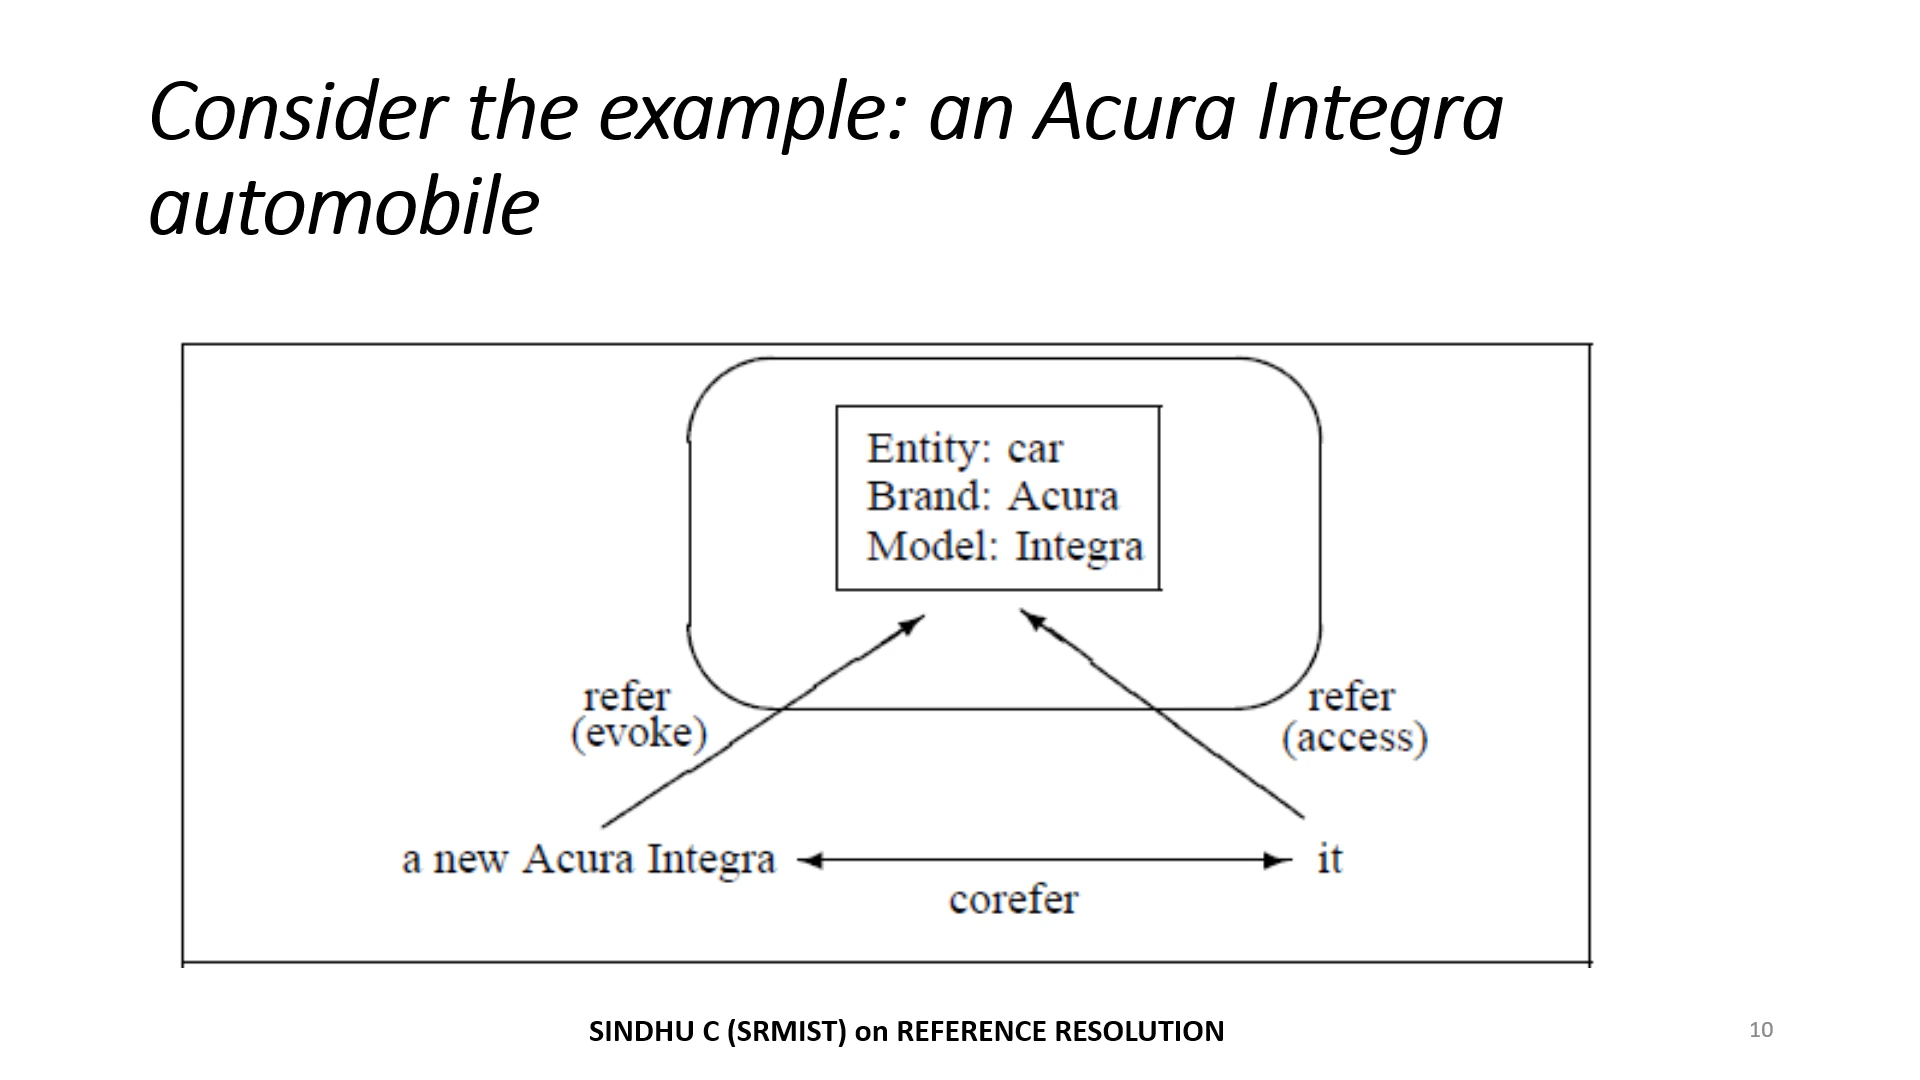 Consider the example: an Acura Integra
automobile
Entity: car
Brand: Acura
Model: Integra
refer
(evoke)
refer
(access)
a new Acura Integra
it
corefer
SINDHU C (SRMIST) on REFERENCE RESOLUTION
10